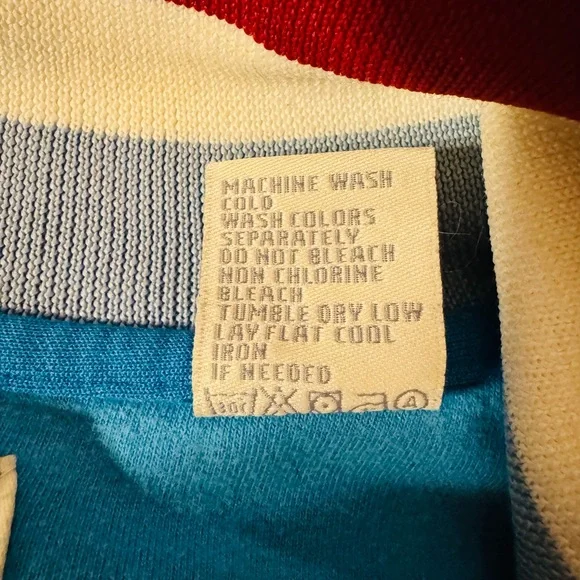 MACHINE WASH
COLD
WASH COLORS
SEPARATELY
DO NOT BLEACH
NON CHLORINE
BLEACH
TUMBLE DRY LOW
LAY FLAT COOL
IRON
IF NEEDED
30° A